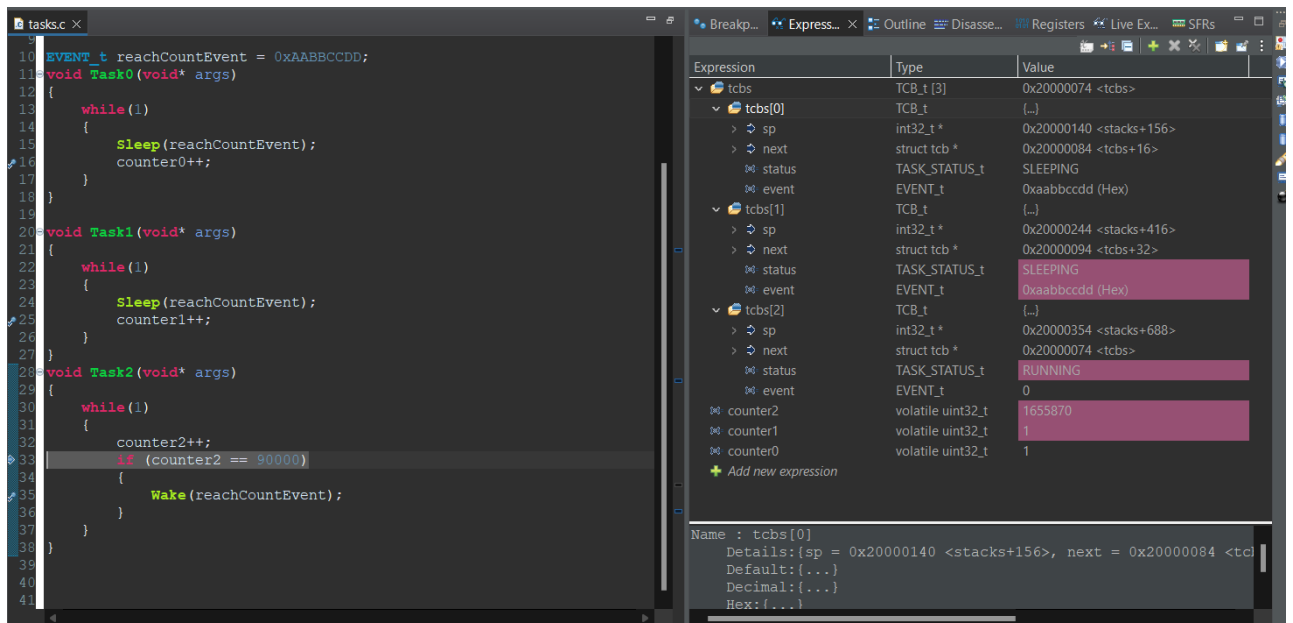 tasks.c
9
10 EVENT_t reachCountEvent = 0xAABBCCDD;
11 void Task0(void* args)
12 {
13 while(1)
14 {
15 Sleep(reachCountEvent);
16 counter0++;
17 }
18 }
19
20 void Task1(void* args)
21 {
22 while(1)
23 {
24 Sleep(reachCountEvent);
25 counter1++;
26 }
27 }
28 void Task2(void* args)
29 {
30 while(1)
31 {
32 counter2++;
33 if (counter2 == 90000)
34 {
35 Wake(reachCountEvent);
36 }
37 }
38 }
39
40
41
Breakp... Express... Outline Disasse... Registers Live Ex... SFRs
Expression Type Value
tcbs TCB_t [3] 0x20000074 <tcbs>
tcbs[0] TCB_t {...}
sp int32_t * 0x20000140 <stacks+156>
next struct tcb * 0x20000084 <tcbs+16>
status TASK_STATUS_t SLEEPING
event EVENT_t 0xaabbccdd (Hex)
tcbs[1] TCB_t {...}
sp int32_t * 0x20000244 <stacks+416>
next struct tcb * 0x20000094 <tcbs+32>
status TASK_STATUS_t SLEEPING
event EVENT_t 0xaabbccdd (Hex)
tcbs[2] TCB_t {...}
sp int32_t * 0x20000354 <stacks+688>
next struct tcb * 0x20000074 <tcbs>
status TASK_STATUS_t RUNNING
event EVENT_t 0
counter2 volatile uint32_t 1655870
counter1 volatile uint32_t 1
counter0 volatile uint32_t 1
Add new expression
Name : tcbs[0]
Details:{sp = 0x20000140 <stacks+156>, next = 0x20000084 <tcb
Default:{...}
Decimal:{...}
Hex:{...}